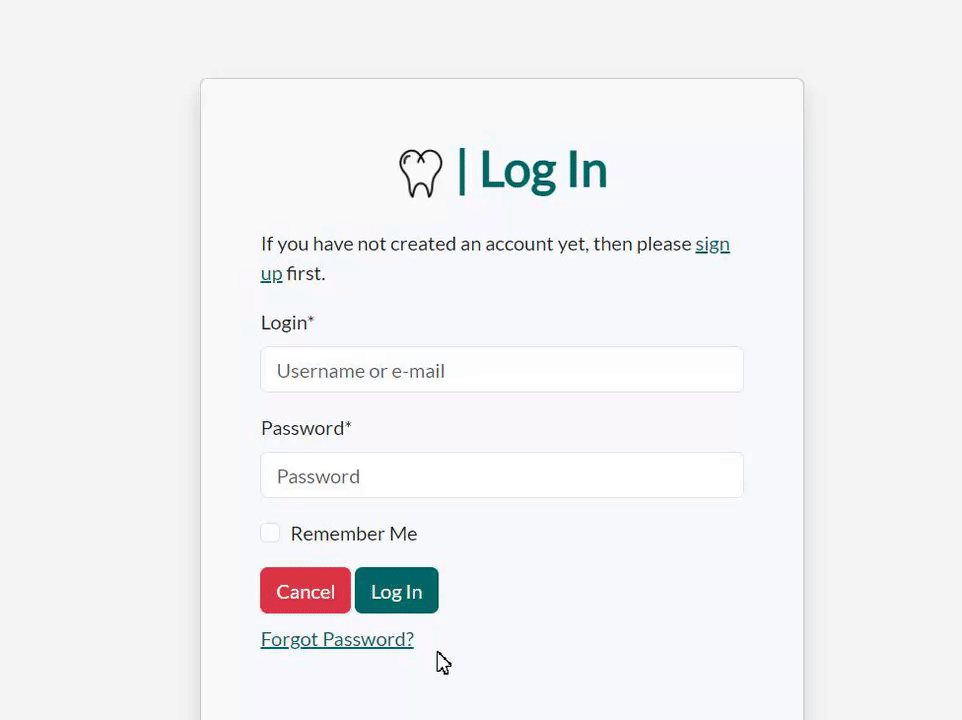 | Log In
If you have not created an account yet, then please sign
up first.
Login*
Username or e-mail
Password*
Password
Remember Me
Cancel Log In
Forgot Password?